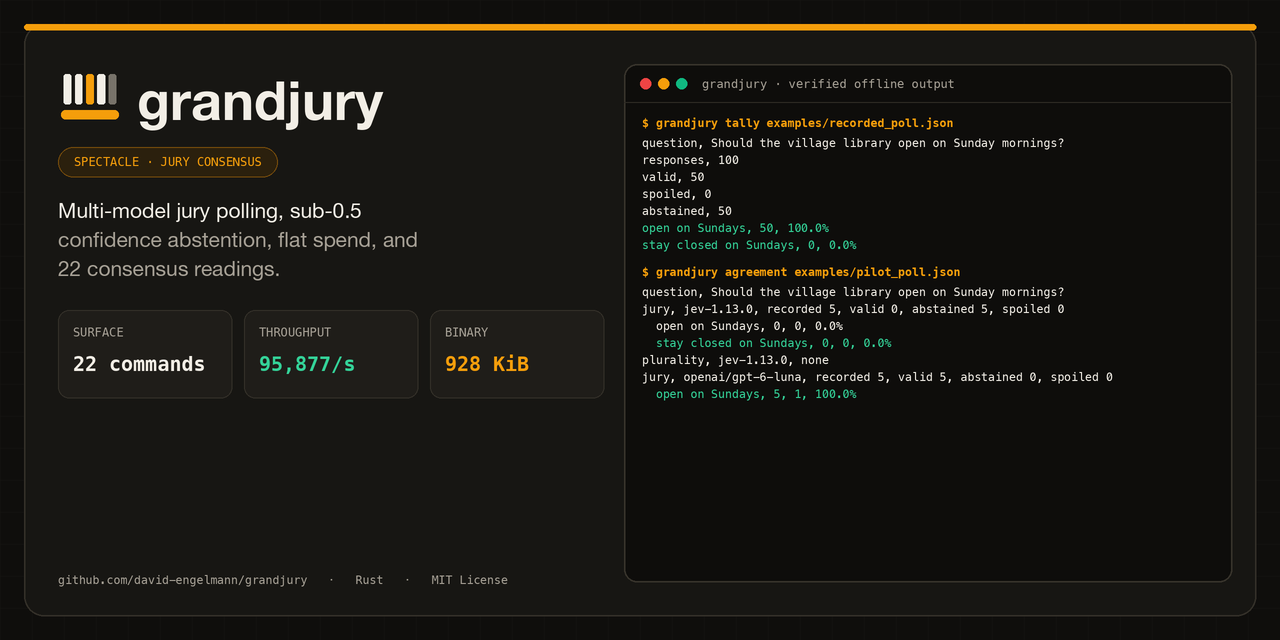 grandjury
SPECTACLE · JURY CONSENSUS
Multi-model jury polling, sub-0.5
confidence abstention, flat spend, and
22 consensus readings.
SURFACE
22 commands
THROUGHPUT
95,877/s
BINARY
928 KiB
github.com/david-engelmann/grandjury · Rust · MIT License
grandjury · verified offline output
$ grandjury tally examples/recorded_poll.json
question, Should the village library open on Sunday mornings?
responses, 100
valid, 50
spoiled, 0
abstained, 50
open on Sundays, 50, 100.0%
stay closed on Sundays, 0, 0.0%
$ grandjury agreement examples/pilot_poll.json
question, Should the village library open on Sunday mornings?
jury, jev-1.13.0, recorded 5, valid 0, abstained 5, spoiled 0
open on Sundays, 0, 0, 0.0%
stay closed on Sundays, 0, 0, 0.0%
plurality, jev-1.13.0, none
jury, openai/gpt-6-luna, recorded 5, valid 5, abstained 0, spoiled 0
open on Sundays, 5, 1, 100.0%